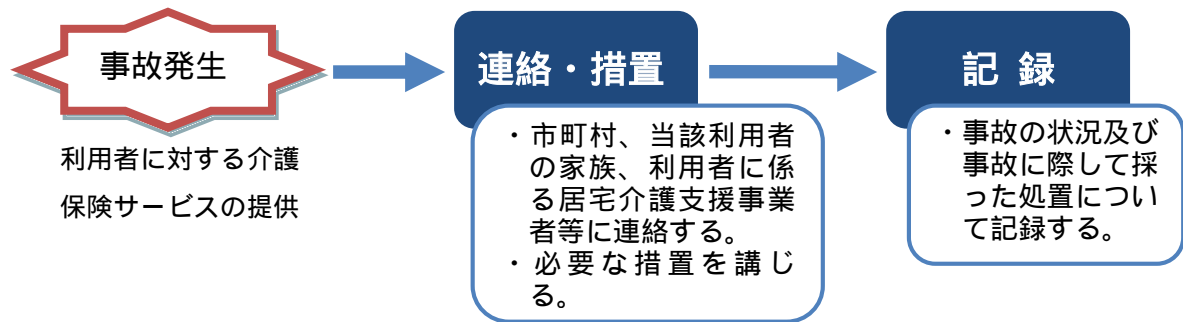 事故発生
利用者に対する介護
保険サービスの提供
連絡・措置
・市町村、当該利用者
の家族、利用者に係
る居宅介護支援事業
者等に連絡する。
・必要な措置を講じ
る。
記 録
・事故の状況及び
事故に際して採
った処置につい
て記録する。